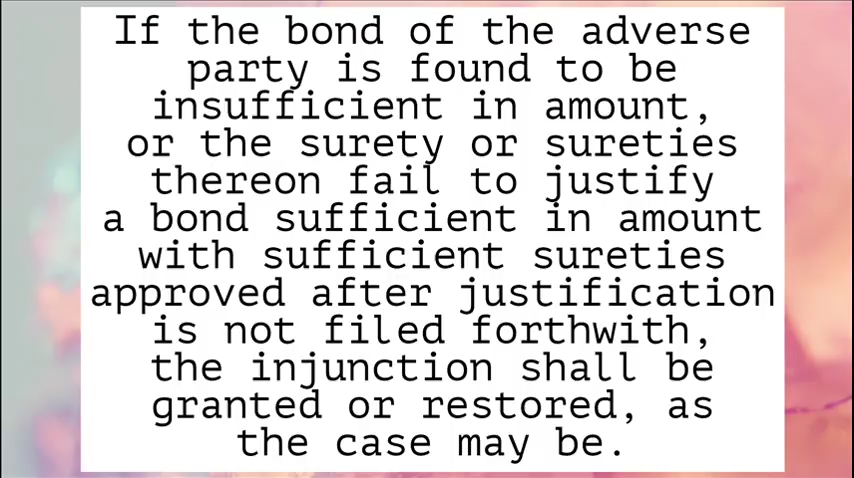 If the bond of the adverse
party is found to be
insufficient in amount,
or the surety or sureties
thereon fail to justify
a bond sufficient in amount
with sufficient sureties
approved after justification
is not filed forthwith,
the injunction shall be
granted or restored, as
the case may be.